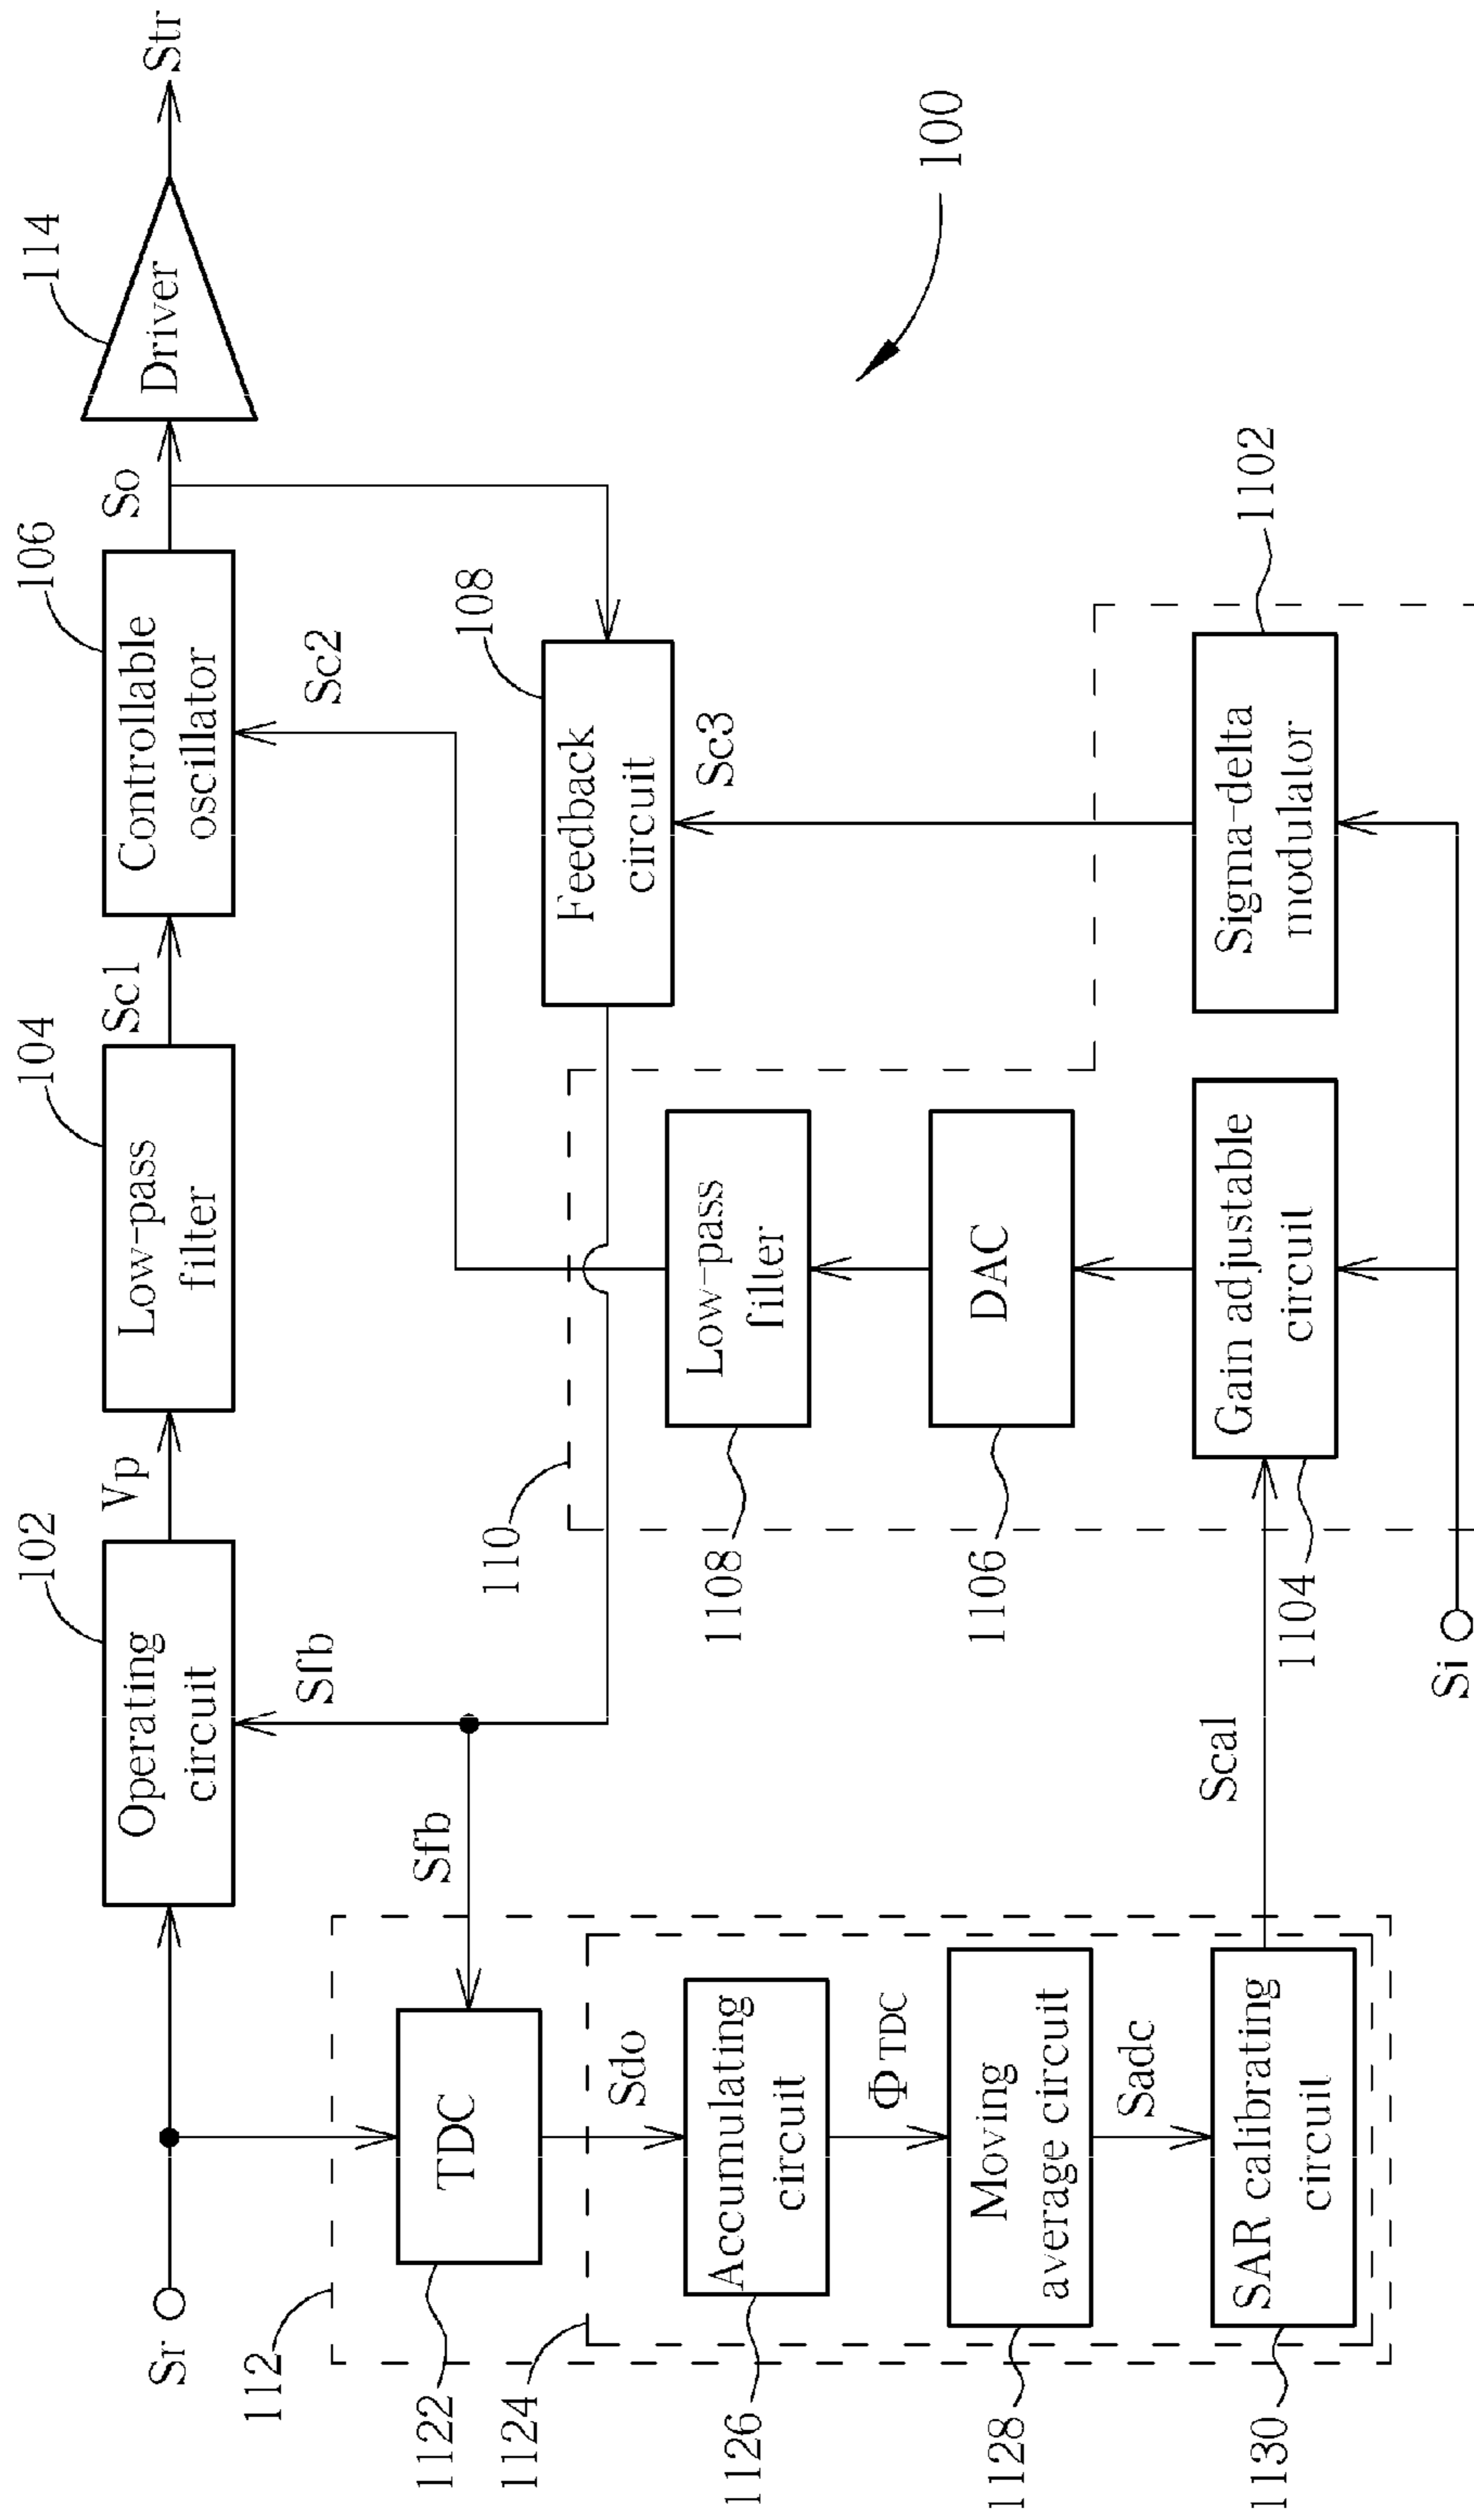 102
104
106
114
Sr
Operating
circuit
Vp
Low-pass
filter
Sc1
Controllable
oscillator
So
Driver
Str
112
Sfb
Sc2
1122
TDC
Sfb
110
108
Feedback
circuit
1124
Sdo
Sc3
1126
Accumulating
circuit
1108
Low-pass
filter
100
ΦTDC
1128
Moving
average circuit
1106
DAC
Sadc
Scal
1130
SAR calibrating
circuit
1104
Gain adjustable
circuit
Sigma-delta
modulator
1102
Si